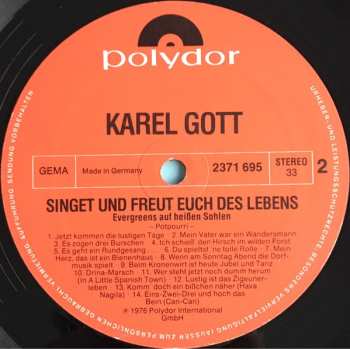 polydor
KAREL GOTT
GEMA
Made in Germany
2371 695
STEREO
33
2
SINGET UND FREUT EUCH DES LEBENS
Evergreens auf heißen Sohlen
– Potpourri –
1. Jetzt kommen die lustigen Tage 2. Mein Vater war ein Wandersmann
3. Es zogen drei Burschen 4. Ich schieß den Hirsch im wilden Forst
5. Es geht ein Rundgesang 6. Du spielst ne tolle Rolle 7. Mein
Herz, das ist ein Bienenhaus 8. Wenn am Sonntag Abend die Dorf-
musik spielt 9. Beim Kronenwirt ist heute Jubel und Tanz
10. Drina-Marsch 11. Wer steht jetzt noch dumm herum
(In A Little Spanish Town) 12. Lustig ist das Zigeuner-
leben 13. Komm doch ein bißchen näher (Hava
Nagila) 14. Eins-Zwei-Drei und hoch das
Bein (Can-Can)
℗ 1976 Polydor International
GmbH